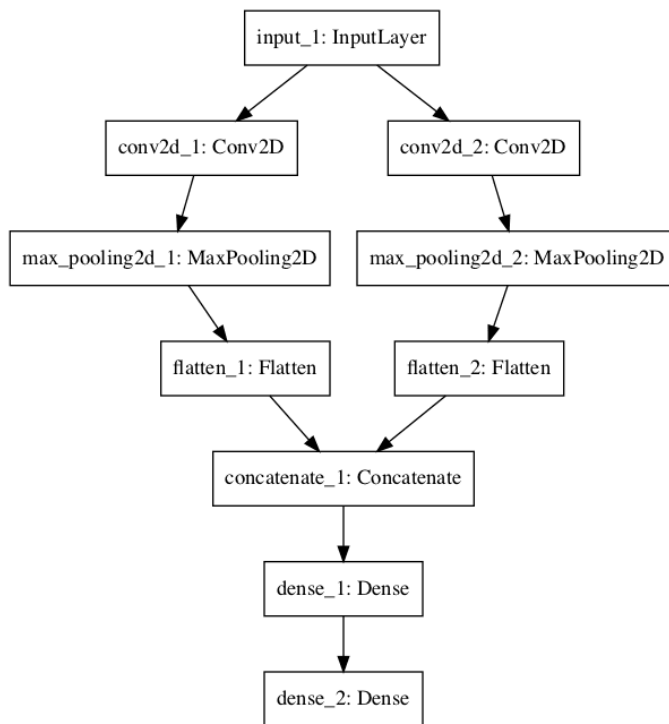 input_1: InputLayer
conv2d_1: Conv2D
conv2d_2: Conv2D
max_pooling2d_1: MaxPooling2D
max_pooling2d_2: MaxPooling2D
flatten_1: Flatten
flatten_2: Flatten
concatenate_1: Concatenate
dense_1: Dense
dense_2: Dense